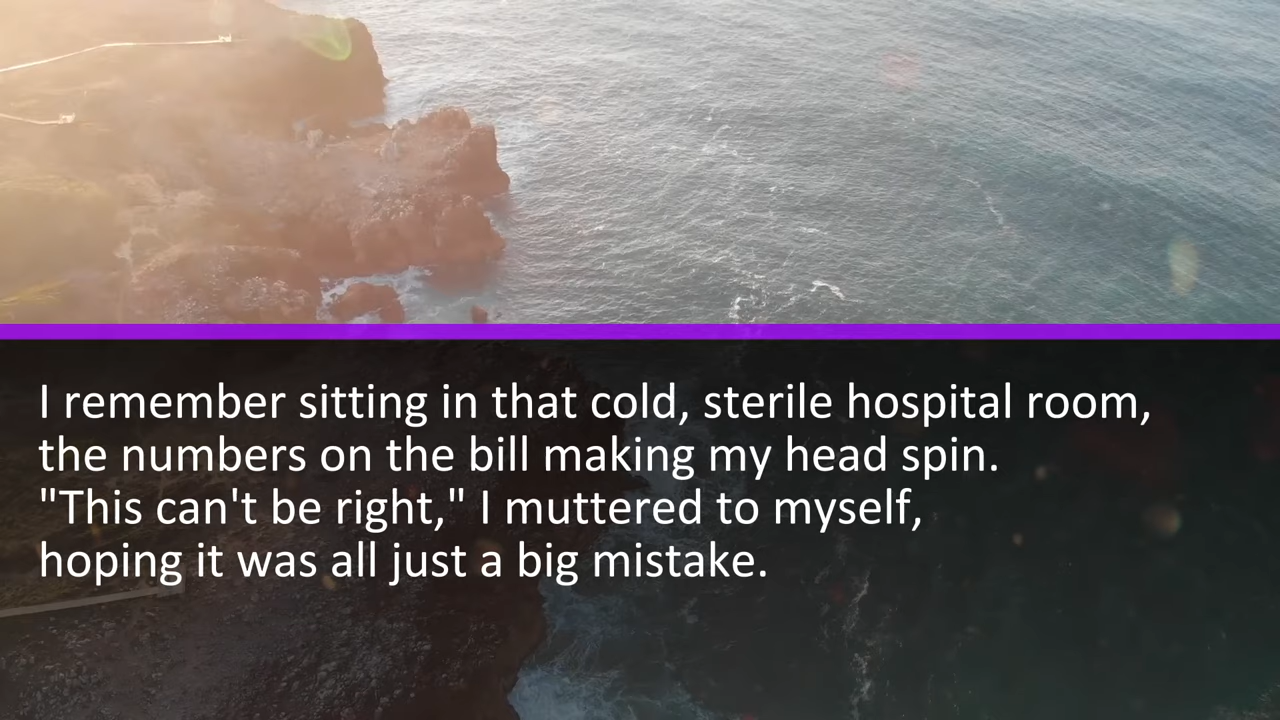 I remember sitting in that cold, sterile hospital room,
the numbers on the bill making my head spin.
"This can't be right," I muttered to myself,
hoping it was all just a big mistake.